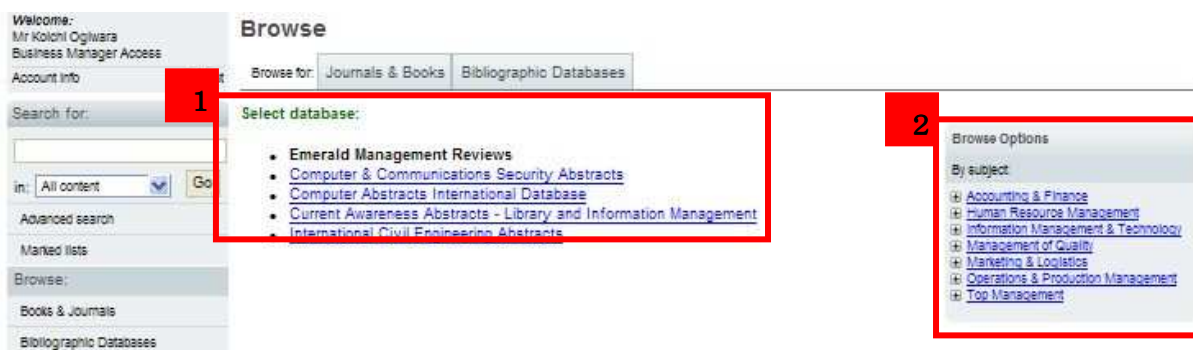 Welcome:
Mr Koichi Ogiwara
Business Manager Access
Account Info
t
Search for:
in: All content Go
Advanced search
Marked lists
Browse:
Books & Journals
Bibliographic Databases
Browse
Browse for: Journals & Books Bibliographic Databases
1
Select database:
• Emerald Management Reviews
• Computer & Communications Security Abstracts
• Computer Abstracts International Database
• Current Awareness Abstracts - Library and Information Management
• International Civil Engineering Abstracts
2
Browse Options
By subject:
Accounting & Finance
Human Resource Management
Information Management & Technology
Management of Quality
Marketing & Logistics
Operations & Production Management
Top Management